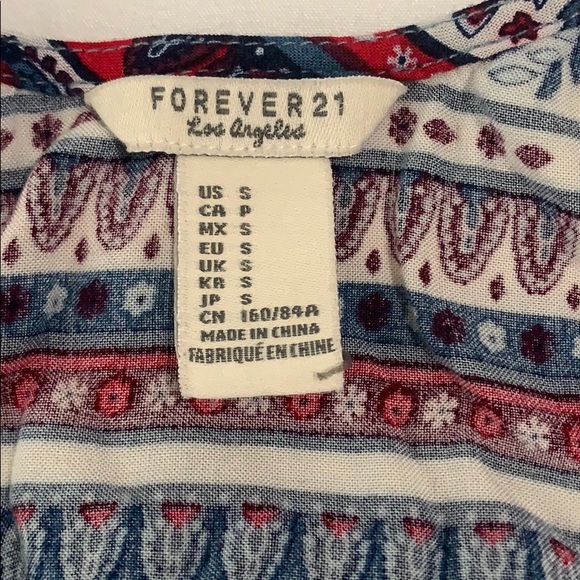 FOREVER 21
Los Angeles
US S
CA P
MX S
EU S
UK S
KR S
JP S
CN 160/84A
MADE IN CHINA
FABRIQUÉ EN CHINE